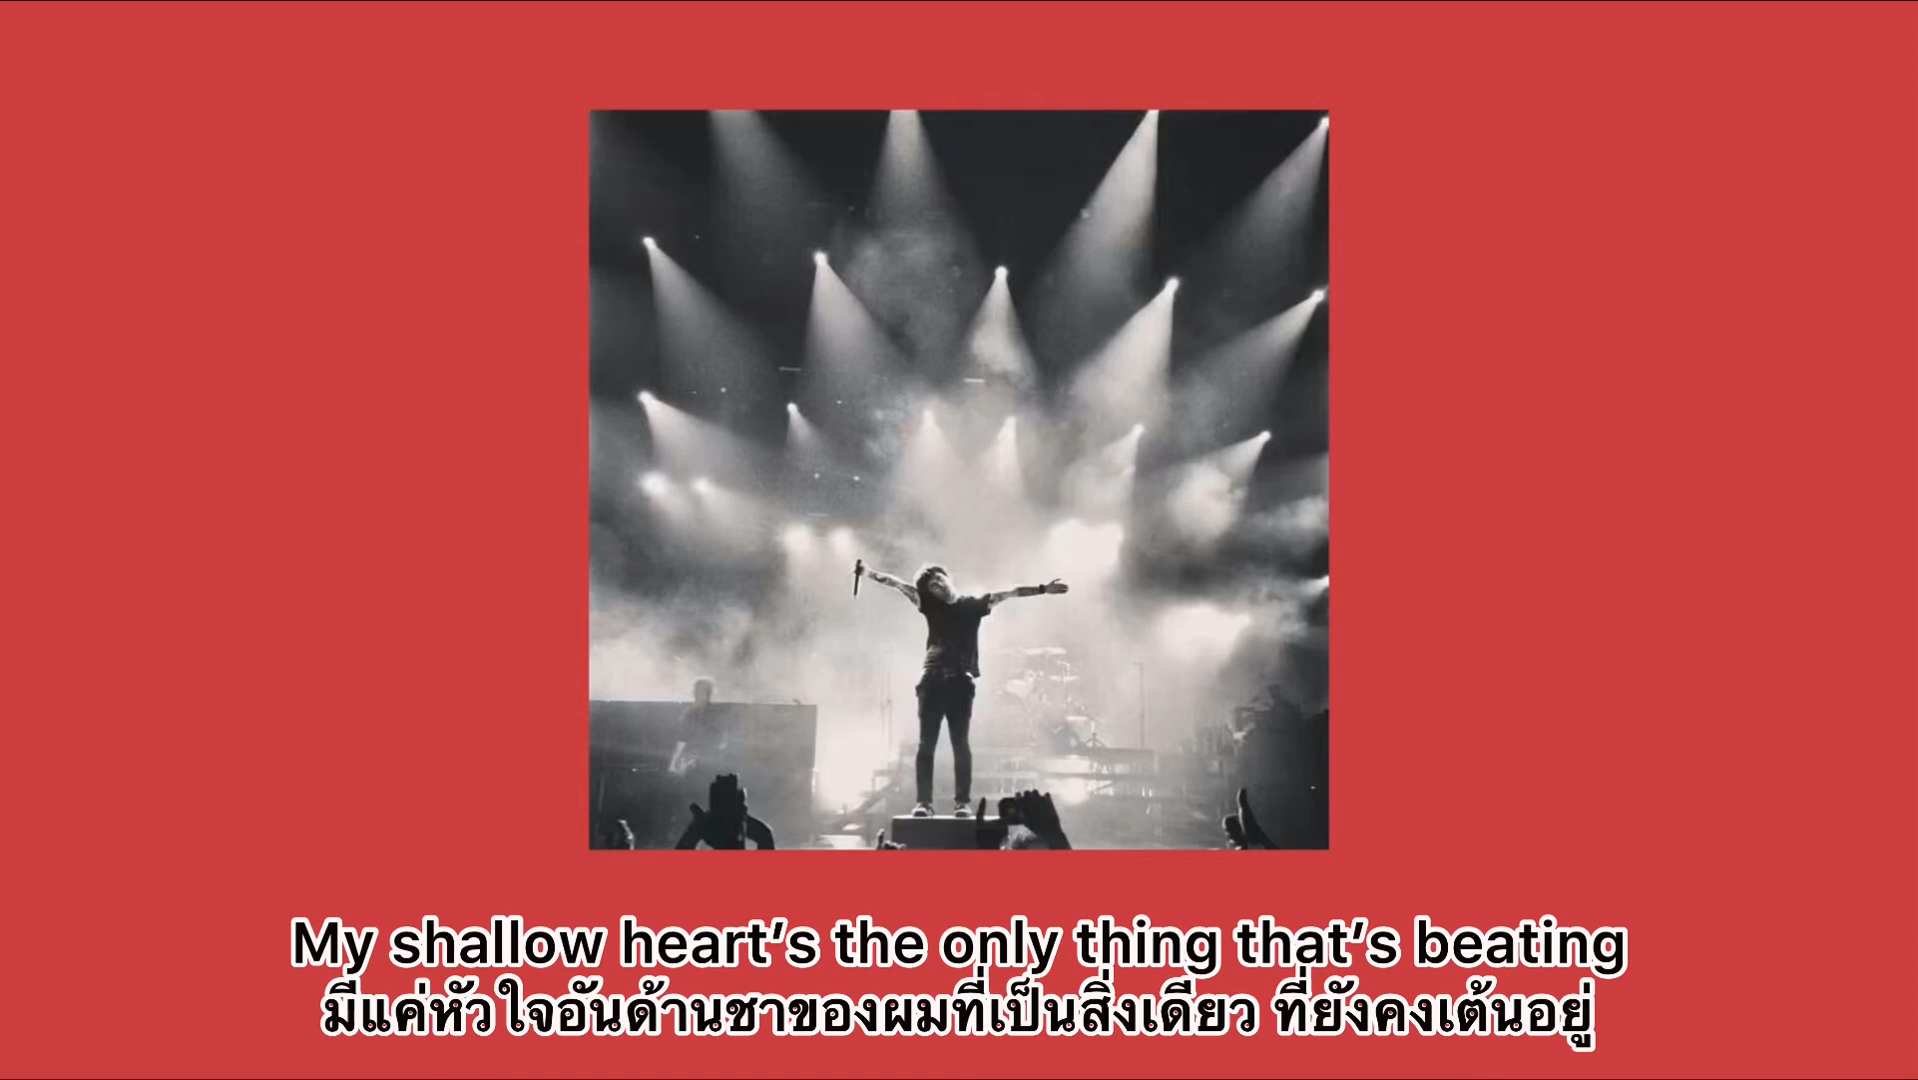 My shallow heart’s the only thing that’s beating
มีแค่หัวใจอันด้านชาของผมที่เป็นสิ่งเดียว ที่ยังคงเต้นอยู่